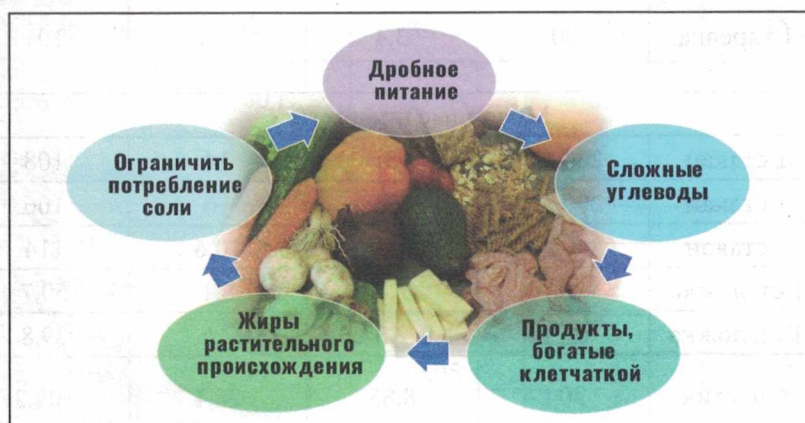 Дробное
питание
Сложные
углеводы
Продукты,
богатые
клетчаткой
Жиры
растительного
происхождения
Ограничить
потребление
соли